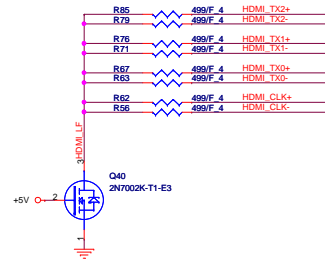 R85 499/F_4 HDMI_TX2+
R79 499/F_4 HDMI_TX2-
R76 499/F_4 HDMI_TX1+
R71 499/F_4 HDMI_TX1-
R67 499/F_4 HDMI_TX0+
R63 499/F_4 HDMI_TX0-
R62 499/F_4 HDMI_CLK+
R56 499/F_4 HDMI_CLK-
HDMI_LF
3
Q40
2N7002K-T1-E3
+5V 2
1